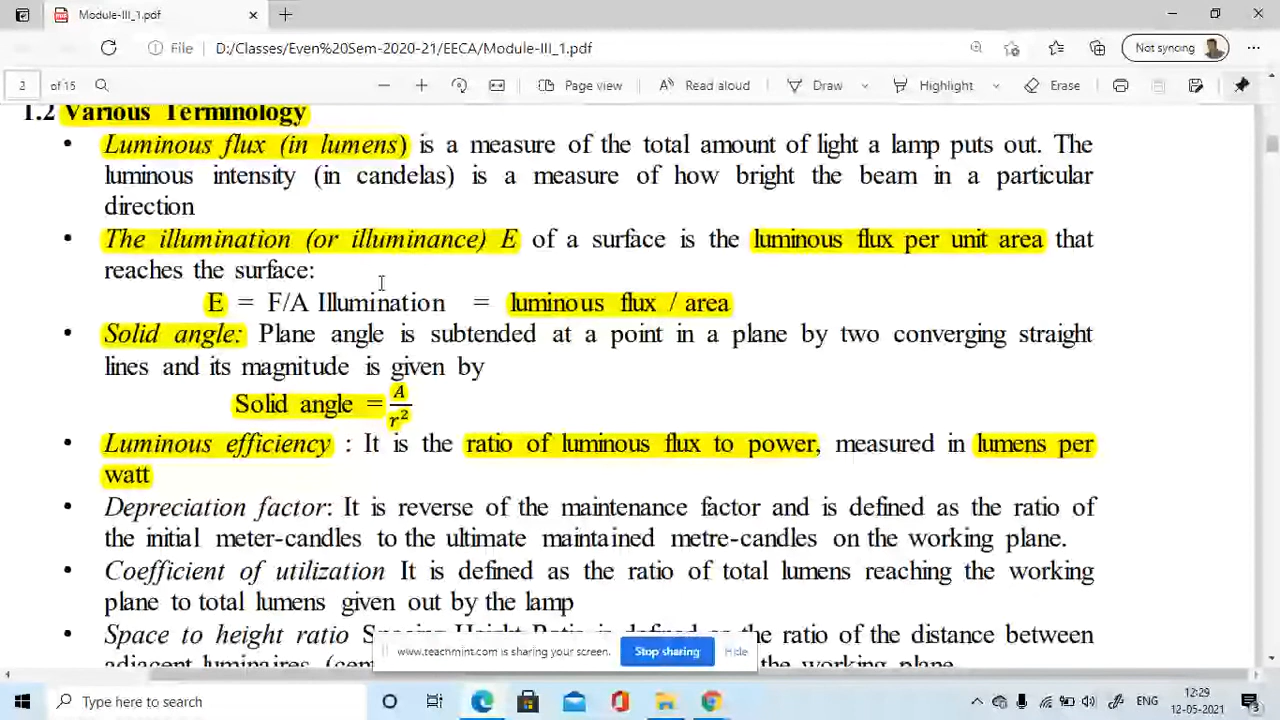 Module-III_1.pdf
File D:/Classes/Even%20Sem-2020-21/EECA/Module-III_1.pdf Not syncing
2 of 15 Page view Read aloud Draw Highlight Erase
1.2 Various Terminology
• Luminous flux (in lumens) is a measure of the total amount of light a lamp puts out. The
luminous intensity (in candelas) is a measure of how bright the beam in a particular
direction
• The illumination (or illuminance) E of a surface is the luminous flux per unit area that
reaches the surface:
E = F/A Illumination = luminous flux / area
• Solid angle: Plane angle is subtended at a point in a plane by two converging straight
lines and its magnitude is given by
Solid angle = A/r²
• Luminous efficiency : It is the ratio of luminous flux to power, measured in lumens per
watt
• Depreciation factor: It is reverse of the maintenance factor and is defined as the ratio of
the initial meter-candles to the ultimate maintained metre-candles on the working plane.
• Coefficient of utilization It is defined as the ratio of total lumens reaching the working
plane to total lumens given out by the lamp
• Space to height ratio the ratio of the distance between
www.teachmint.com is sharing your screen. Stop sharing Hide
adjacent luminaires, the working plane
Type here to search ENG 12:29
12-05-2021 3